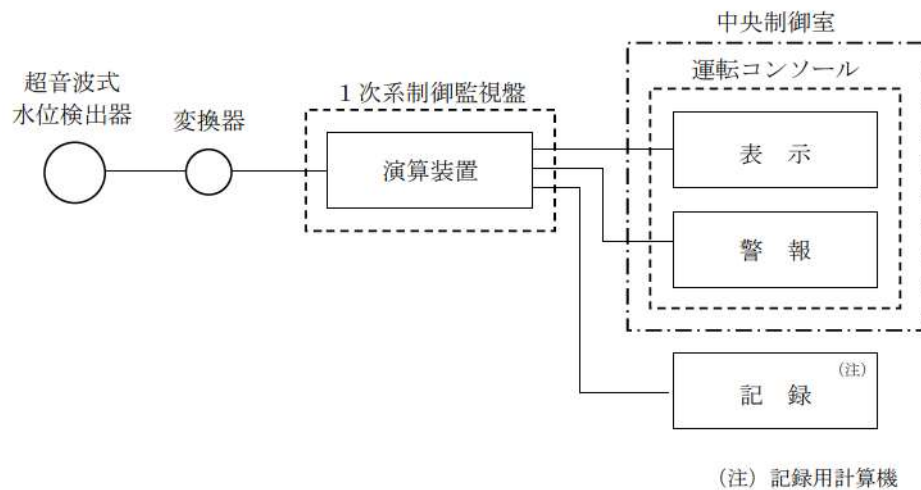 中央制御室
運転コンソール
超音波式
水位検出器
変換器
1次系制御監視盤
演算装置
表 示
警 報
記 録
(注)
(注) 記録用計算機